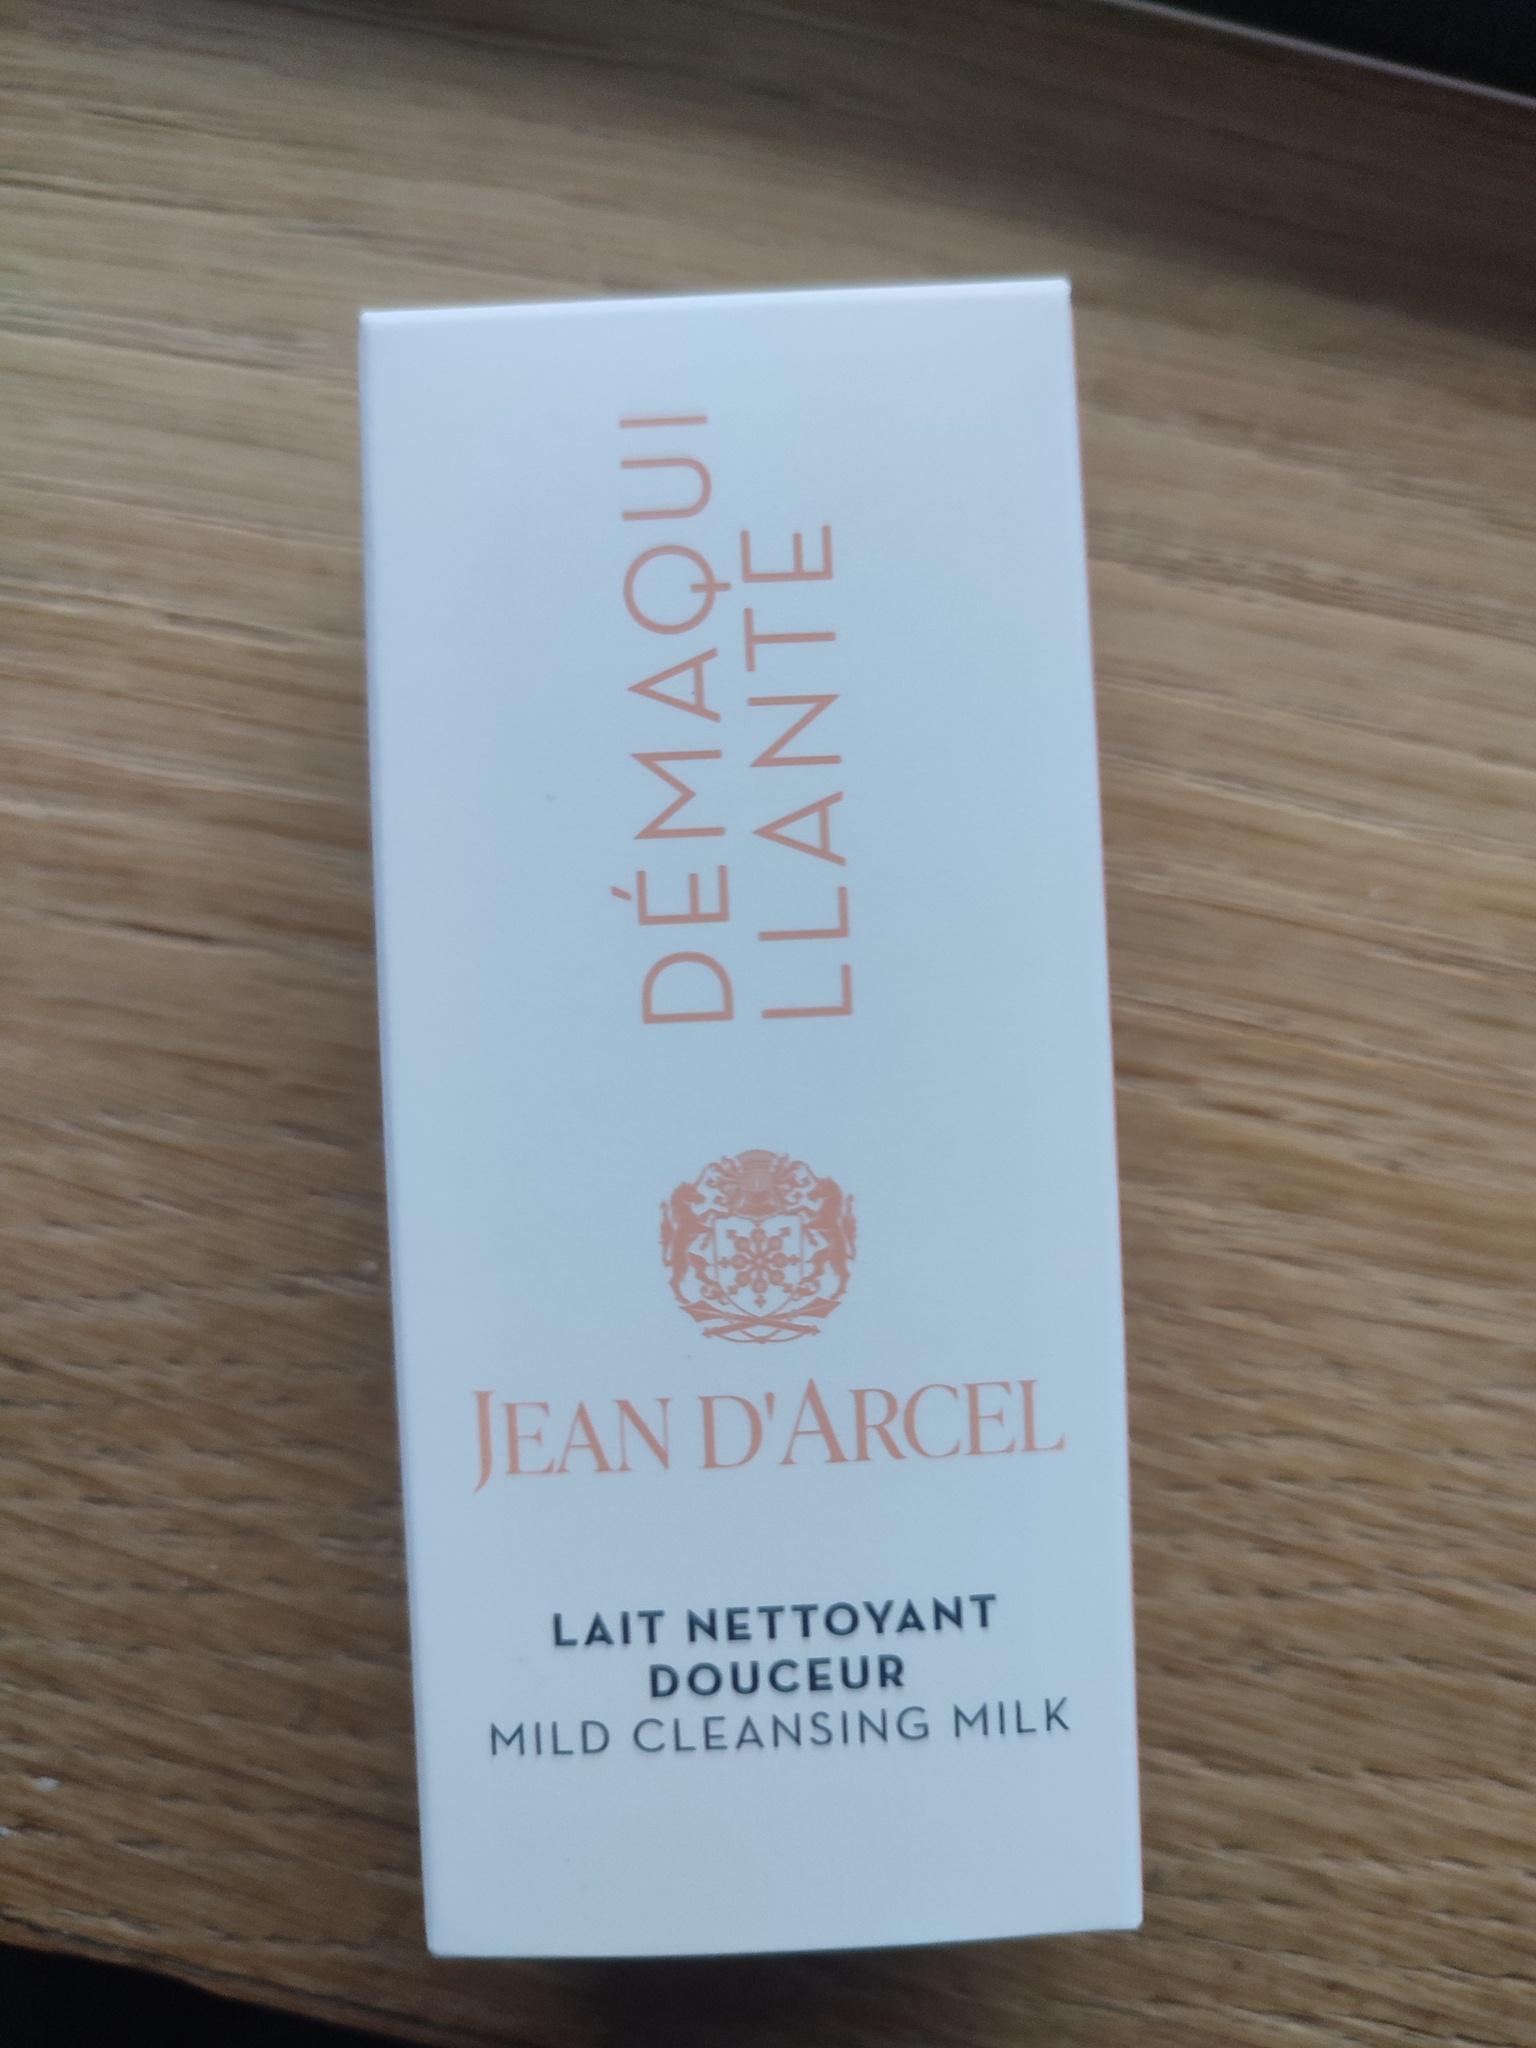 DÉMAQUI
LLANTE
JEAN D'ARCEL
LAIT NETTOYANT
DOUCEUR
MILD CLEANSING MILK